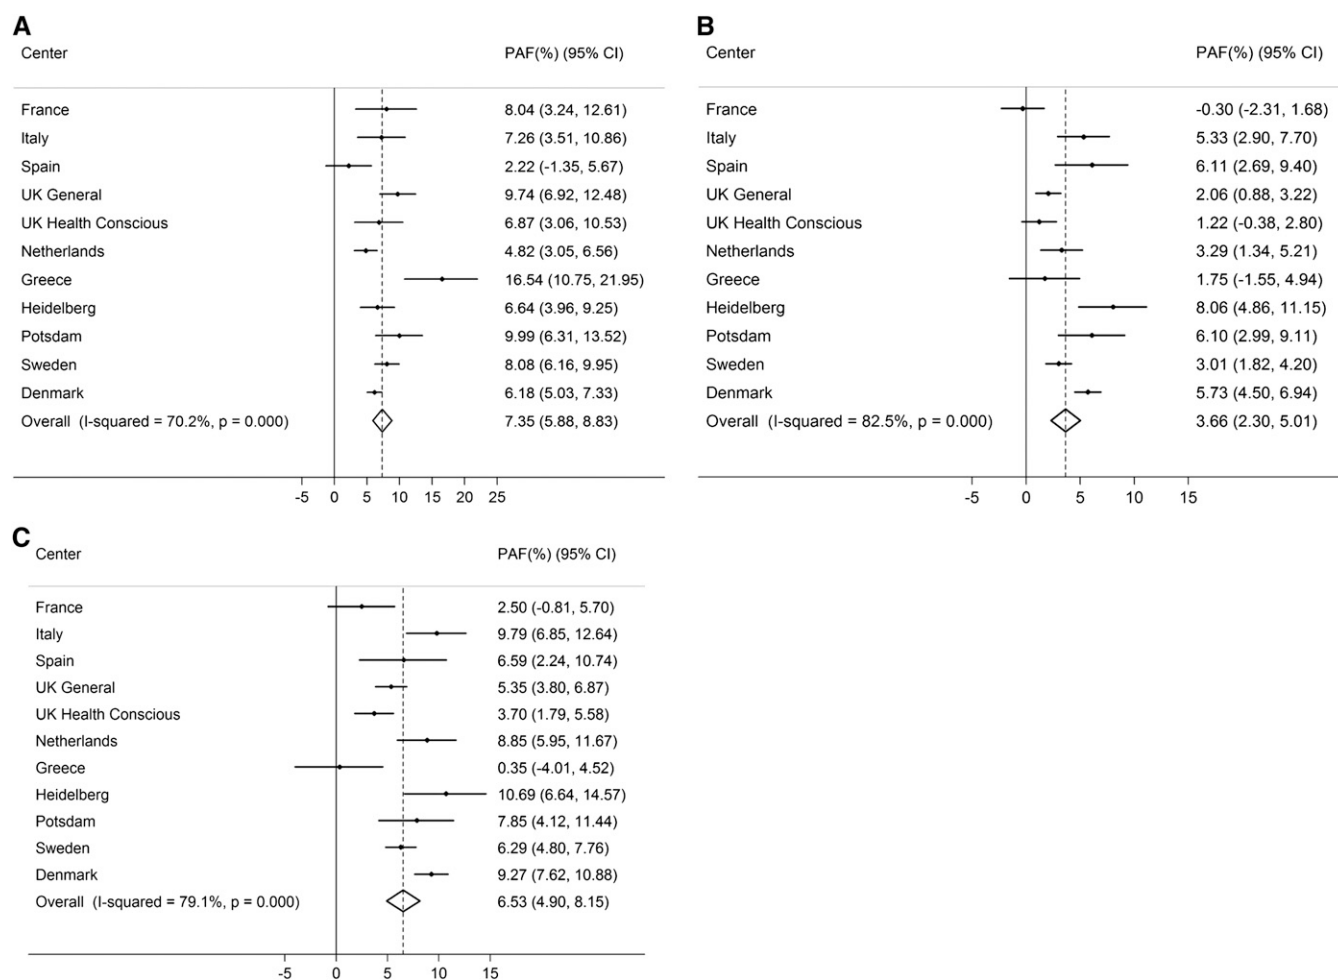 A
Center PAF(%) (95% CI)
France 8.04 (3.24, 12.61)
Italy 7.26 (3.51, 10.86)
Spain 2.22 (-1.35, 5.67)
UK General 9.74 (6.92, 12.48)
UK Health Conscious 6.87 (3.06, 10.53)
Netherlands 4.82 (3.05, 6.56)
Greece 16.54 (10.75, 21.95)
Heidelberg 6.64 (3.96, 9.25)
Potsdam 9.99 (6.31, 13.52)
Sweden 8.08 (6.16, 9.95)
Denmark 6.18 (5.03, 7.33)
Overall (I-squared = 70.2%, p = 0.000) 7.35 (5.88, 8.83)
-5 0 5 10 15 20 25
B
Center PAF(%) (95% CI)
France -0.30 (-2.31, 1.68)
Italy 5.33 (2.90, 7.70)
Spain 6.11 (2.69, 9.40)
UK General 2.06 (0.88, 3.22)
UK Health Conscious 1.22 (-0.38, 2.80)
Netherlands 3.29 (1.34, 5.21)
Greece 1.75 (-1.55, 4.94)
Heidelberg 8.06 (4.86, 11.15)
Potsdam 6.10 (2.99, 9.11)
Sweden 3.01 (1.82, 4.20)
Denmark 5.73 (4.50, 6.94)
Overall (I-squared = 82.5%, p = 0.000) 3.66 (2.30, 5.01)
-5 0 5 10 15
C
Center PAF(%) (95% CI)
France 2.50 (-0.81, 5.70)
Italy 9.79 (6.85, 12.64)
Spain 6.59 (2.24, 10.74)
UK General 5.35 (3.80, 6.87)
UK Health Conscious 3.70 (1.79, 5.58)
Netherlands 8.85 (5.95, 11.67)
Greece 0.35 (-4.01, 4.52)
Heidelberg 10.69 (6.64, 14.57)
Potsdam 7.85 (4.12, 11.44)
Sweden 6.29 (4.80, 7.76)
Denmark 9.27 (7.62, 10.88)
Overall (I-squared = 79.1%, p = 0.000) 6.53 (4.90, 8.15)
-5 0 5 10 15